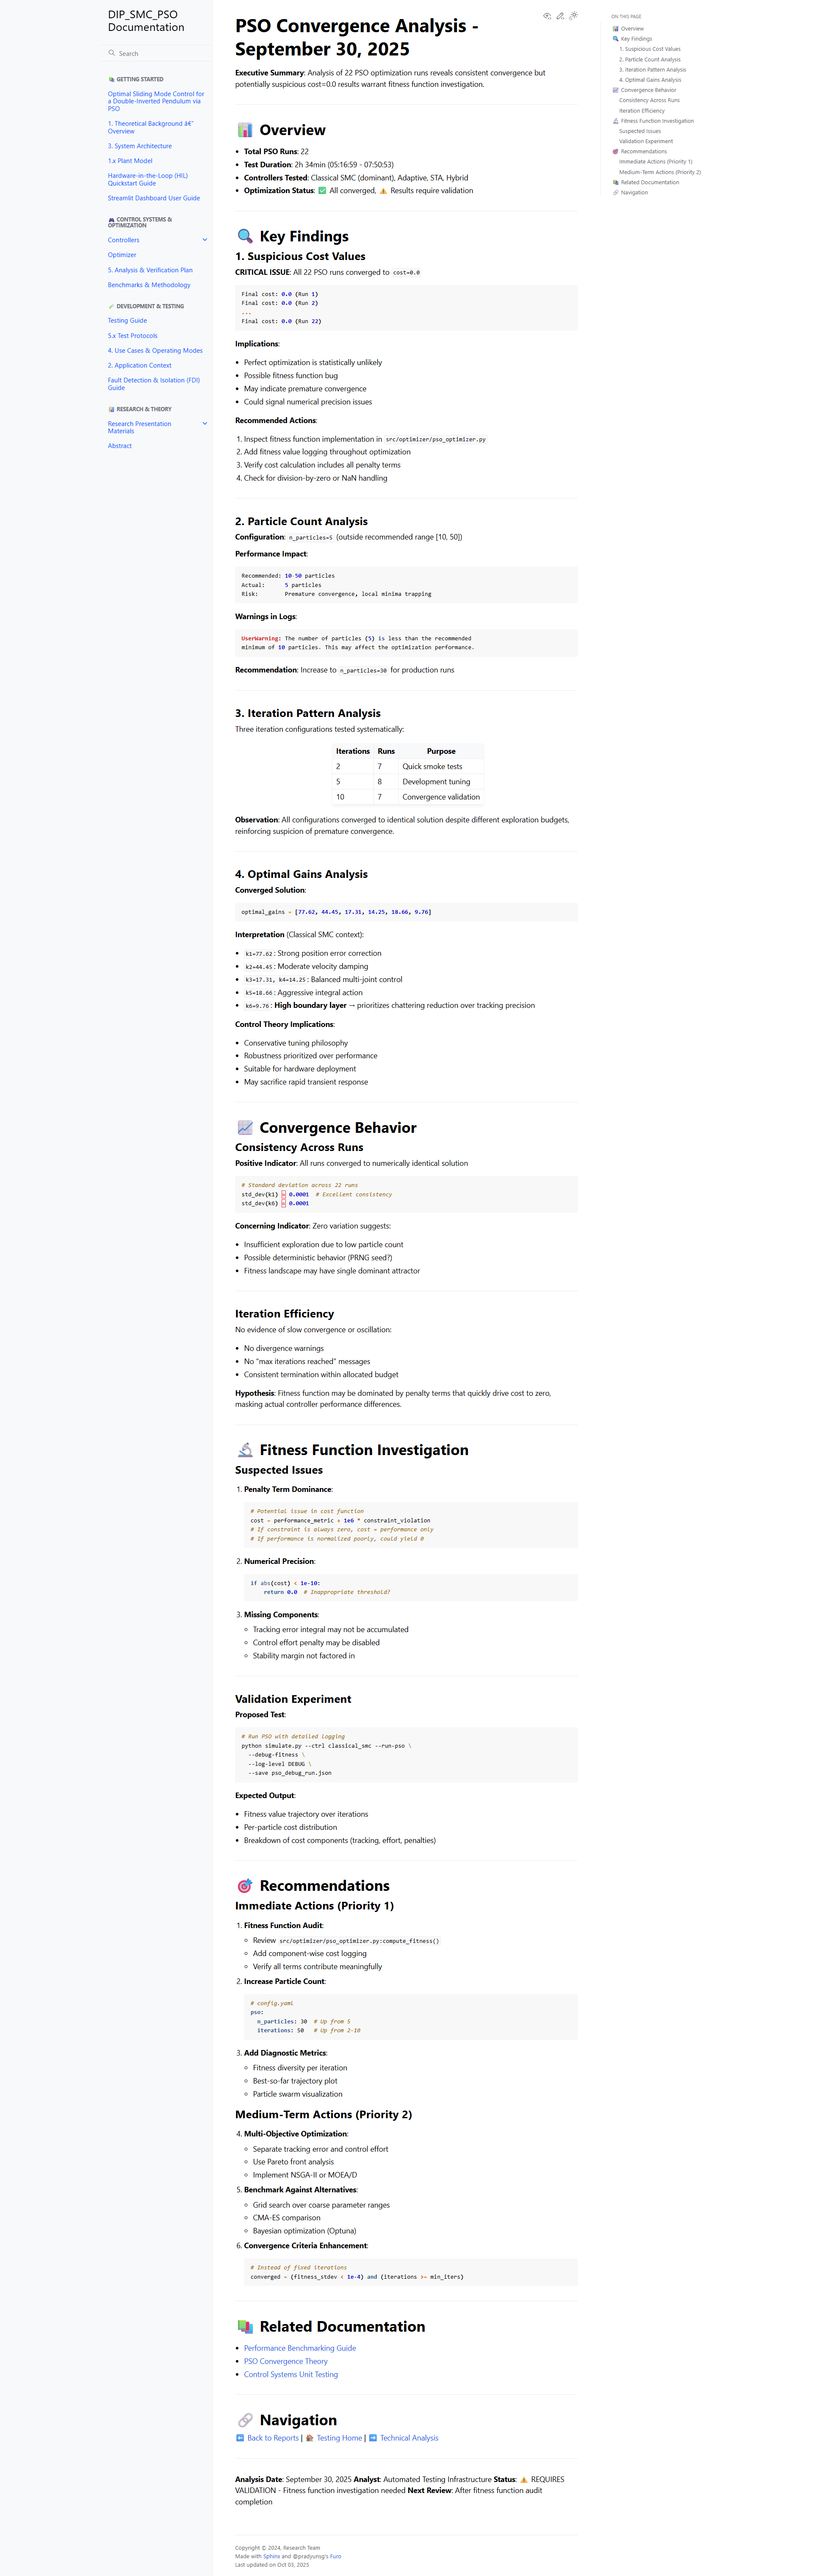 DIP_SMC_PSO
Documentation
Search
📚 GETTING STARTED
Optimal Sliding Mode Control for
a Double-Inverted Pendulum via
PSO
1. Theoretical Background â€“
Overview
3. System Architecture
1.x Plant Model
Hardware-in-the-Loop (HIL)
Quickstart Guide
Streamlit Dashboard User Guide
🎮 CONTROL SYSTEMS &
OPTIMIZATION
Controllers
Optimizer
5. Analysis & Verification Plan
Benchmarks & Methodology
🧪 DEVELOPMENT & TESTING
Testing Guide
5.x Test Protocols
4. Use Cases & Operating Modes
2. Application Context
Fault Detection & Isolation (FDI)
Guide
📊 RESEARCH & THEORY
Research Presentation
Materials
Abstract
PSO Convergence Analysis -
September 30, 2025
Executive Summary: Analysis of 22 PSO optimization runs reveals consistent convergence but
potentially suspicious cost=0.0 results warrant fitness function investigation.
📊 Overview
• Total PSO Runs: 22
• Test Duration: 2h 34min (05:16:59 - 07:50:53)
• Controllers Tested: Classical SMC (dominant), Adaptive, STA, Hybrid
• Optimization Status: ✅ All converged, ⚠️ Results require validation
🔍 Key Findings
1. Suspicious Cost Values
CRITICAL ISSUE: All 22 PSO runs converged to cost=0.0
Final cost: 0.0 (Run 1)
Final cost: 0.0 (Run 2)
...
Final cost: 0.0 (Run 22)
Implications:
• Perfect optimization is statistically unlikely
• Possible fitness function bug
• May indicate premature convergence
• Could signal numerical precision issues
Recommended Actions:
1. Inspect fitness function implementation in src/optimizer/pso_optimizer.py
2. Add fitness value logging throughout optimization
3. Verify cost calculation includes all penalty terms
4. Check for division-by-zero or NaN handling
2. Particle Count Analysis
Configuration: n_particles=5 (outside recommended range [10, 50])
Performance Impact:
Recommended: 10-50 particles
Actual: 5 particles
Risk: Premature convergence, local minima trapping
Warnings in Logs:
UserWarning: The number of particles (5) is less than the recommended
minimum of 10 particles. This may affect the optimization performance.
Recommendation: Increase to n_particles=30 for production runs
3. Iteration Pattern Analysis
Three iteration configurations tested systematically:
Iterations Runs Purpose
2 7 Quick smoke tests
5 8 Development tuning
10 7 Convergence validation
Observation: All configurations converged to identical solution despite different exploration budgets,
reinforcing suspicion of premature convergence.
4. Optimal Gains Analysis
Converged Solution:
optimal_gains = [77.62, 44.45, 17.31, 14.25, 18.66, 9.76]
Interpretation (Classical SMC context):
• k1=77.62: Strong position error correction
• k2=44.45: Moderate velocity damping
• k3=17.31, k4=14.25: Balanced multi-joint control
• k5=18.66: Aggressive integral action
• k6=9.76: High boundary layer → prioritizes chattering reduction over tracking precision
Control Theory Implications:
• Conservative tuning philosophy
• Robustness prioritized over performance
• Suitable for hardware deployment
• May sacrifice rapid transient response
📈 Convergence Behavior
Consistency Across Runs
Positive Indicator: All runs converged to numerically identical solution
# Standard deviation across 22 runs
std_dev(k1) 0.0001 # Excellent consistency
std_dev(k6) 0.0001
Concerning Indicator: Zero variation suggests:
• Insufficient exploration due to low particle count
• Possible deterministic behavior (PRNG seed?)
• Fitness landscape may have single dominant attractor
Iteration Efficiency
No evidence of slow convergence or oscillation:
• No divergence warnings
• No "max iterations reached" messages
• Consistent termination within allocated budget
Hypothesis: Fitness function may be dominated by penalty terms that quickly drive cost to zero,
masking actual controller performance differences.
🔬 Fitness Function Investigation
Suspected Issues
1. Penalty Term Dominance:
# Potential issue in cost function
cost = performance_metric + 1e6 * constraint_violation
# If constraint is always zero, cost = performance only
# If performance is normalized poorly, could yield 0
2. Numerical Precision:
if abs(cost) < 1e-10:
return 0.0 # Inappropriate threshold?
3. Missing Components:
◦ Tracking error integral may not be accumulated
◦ Control effort penalty may be disabled
◦ Stability margin not factored in
Validation Experiment
Proposed Test:
# Run PSO with detailed logging
python simulate.py --ctrl classical_smc --run-pso \
--debug-fitness \
--log-level DEBUG \
--save pso_debug_run.json
Expected Output:
• Fitness value trajectory over iterations
• Per-particle cost distribution
• Breakdown of cost components (tracking, effort, penalties)
🎯 Recommendations
Immediate Actions (Priority 1)
1. Fitness Function Audit:
◦ Review src/optimizer/pso_optimizer.py:compute_fitness()
◦ Add component-wise cost logging
◦ Verify all terms contribute meaningfully
2. Increase Particle Count:
# config.yaml
pso:
n_particles: 30 # Up from 5
iterations: 50 # Up from 2-10
3. Add Diagnostic Metrics:
◦ Fitness diversity per iteration
◦ Best-so-far trajectory plot
◦ Particle swarm visualization
Medium-Term Actions (Priority 2)
4. Multi-Objective Optimization:
◦ Separate tracking error and control effort
◦ Use Pareto front analysis
◦ Implement NSGA-II or MOEA/D
5. Benchmark Against Alternatives:
◦ Grid search over coarse parameter ranges
◦ CMA-ES comparison
◦ Bayesian optimization (Optuna)
6. Convergence Criteria Enhancement:
# Instead of fixed iterations
converged = (fitness_stdev < 1e-4) and (iterations >= min_iters)
📚 Related Documentation
• Performance Benchmarking Guide
• PSO Convergence Theory
• Control Systems Unit Testing
🔗 Navigation
⬅️ Back to Reports | 🏠 Testing Home | ➡️ Technical Analysis
Analysis Date: September 30, 2025 Analyst: Automated Testing Infrastructure Status: ⚠️ REQUIRES
VALIDATION - Fitness function investigation needed Next Review: After fitness function audit
completion
Copyright © 2024, Research Team
Made with Sphinx and @pradyunsg's Furo
Last updated on Oct 03, 2025
ON THIS PAGE
📊 Overview
🔍 Key Findings
1. Suspicious Cost Values
2. Particle Count Analysis
3. Iteration Pattern Analysis
4. Optimal Gains Analysis
📈 Convergence Behavior
Consistency Across Runs
Iteration Efficiency
🔬 Fitness Function Investigation
Suspected Issues
Validation Experiment
🎯 Recommendations
Immediate Actions (Priority 1)
Medium-Term Actions (Priority 2)
📚 Related Documentation
🔗 Navigation